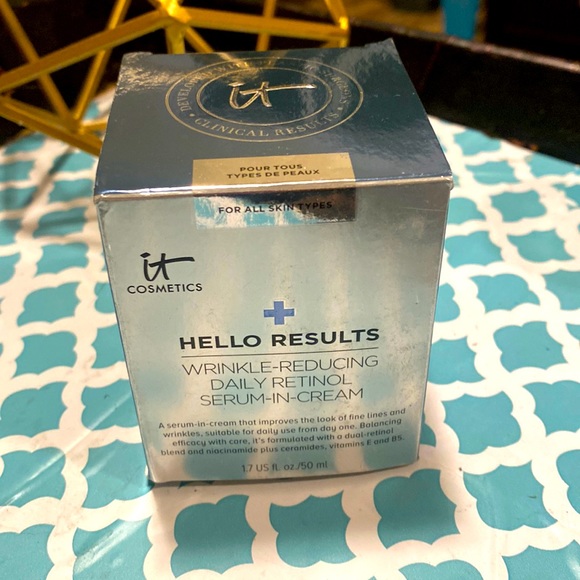 it
CLINICAL RESULTS
POUR TOUS
TYPES DE PEAUX
FOR ALL SKIN TYPES
it
COSMETICS
HELLO RESULTS
WRINKLE-REDUCING
DAILY RETINOL
SERUM-IN-CREAM
A serum-in-cream that improves the look of fine lines and
wrinkles, suitable for daily use from day one. Balancing
efficacy with care, it's formulated with a dual-retinol
blend and niacinamide plus ceramides, vitamins E and B5.
1.7 US fl. oz./50 ml